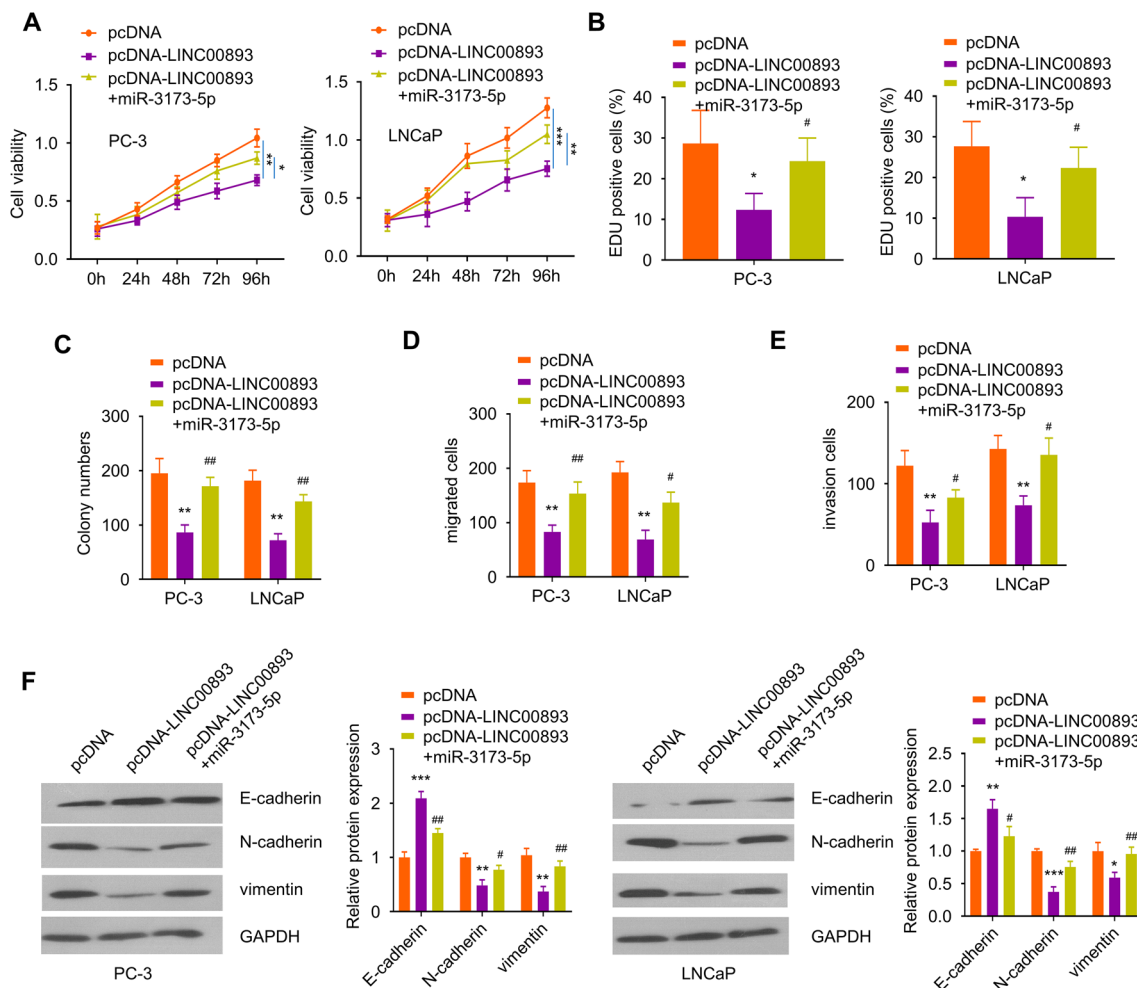 A
pcDNA
pcDNA-LINC00893
pcDNA-LINC00893
+miR-3173-5p
Cell viability
1.5
1.0
0.5
0.0
PC-3
**
*
0h 24h 48h 72h 96h
pcDNA
pcDNA-LINC00893
pcDNA-LINC00893
+miR-3173-5p
Cell viability
1.5
1.0
0.5
0.0
LNCaP
***
**
0h 24h 48h 72h 96h
B
pcDNA
pcDNA-LINC00893
pcDNA-LINC00893
+miR-3173-5p
EDU positive cells (%)
40
30
20
10
0
*
#
PC-3
pcDNA
pcDNA-LINC00893
pcDNA-LINC00893
+miR-3173-5p
EDU positive cells (%)
40
30
20
10
0
*
#
LNCaP
C
pcDNA
pcDNA-LINC00893
pcDNA-LINC00893
+miR-3173-5p
Colony numbers
300
200
100
0
**
##
**
##
PC-3 LNCaP
D
pcDNA
pcDNA-LINC00893
pcDNA-LINC00893
+miR-3173-5p
migrated cells
300
200
100
0
**
##
**
#
PC-3 LNCaP
E
pcDNA
pcDNA-LINC00893
pcDNA-LINC00893
+miR-3173-5p
invasion cells
200
150
100
50
0
**
#
**
#
PC-3 LNCaP
F
pcDNA
pcDNA-LINC00893
pcDNA-LINC00893
+miR-3173-5p
E-cadherin
N-cadherin
vimentin
GAPDH
PC-3
pcDNA
pcDNA-LINC00893
pcDNA-LINC00893
+miR-3173-5p
Relative protein expression
3
2
1
0
***
##
**
#
**
##
E-cadherin
N-cadherin
vimentin
pcDNA
pcDNA-LINC00893
pcDNA-LINC00893
+miR-3173-5p
E-cadherin
N-cadherin
vimentin
GAPDH
LNCaP
pcDNA
pcDNA-LINC00893
pcDNA-LINC00893
+miR-3173-5p
Relative protein expression
2.5
2.0
1.5
1.0
0.5
0.0
**
#
***
##
*
##
E-cadherin
N-cadherin
vimentin